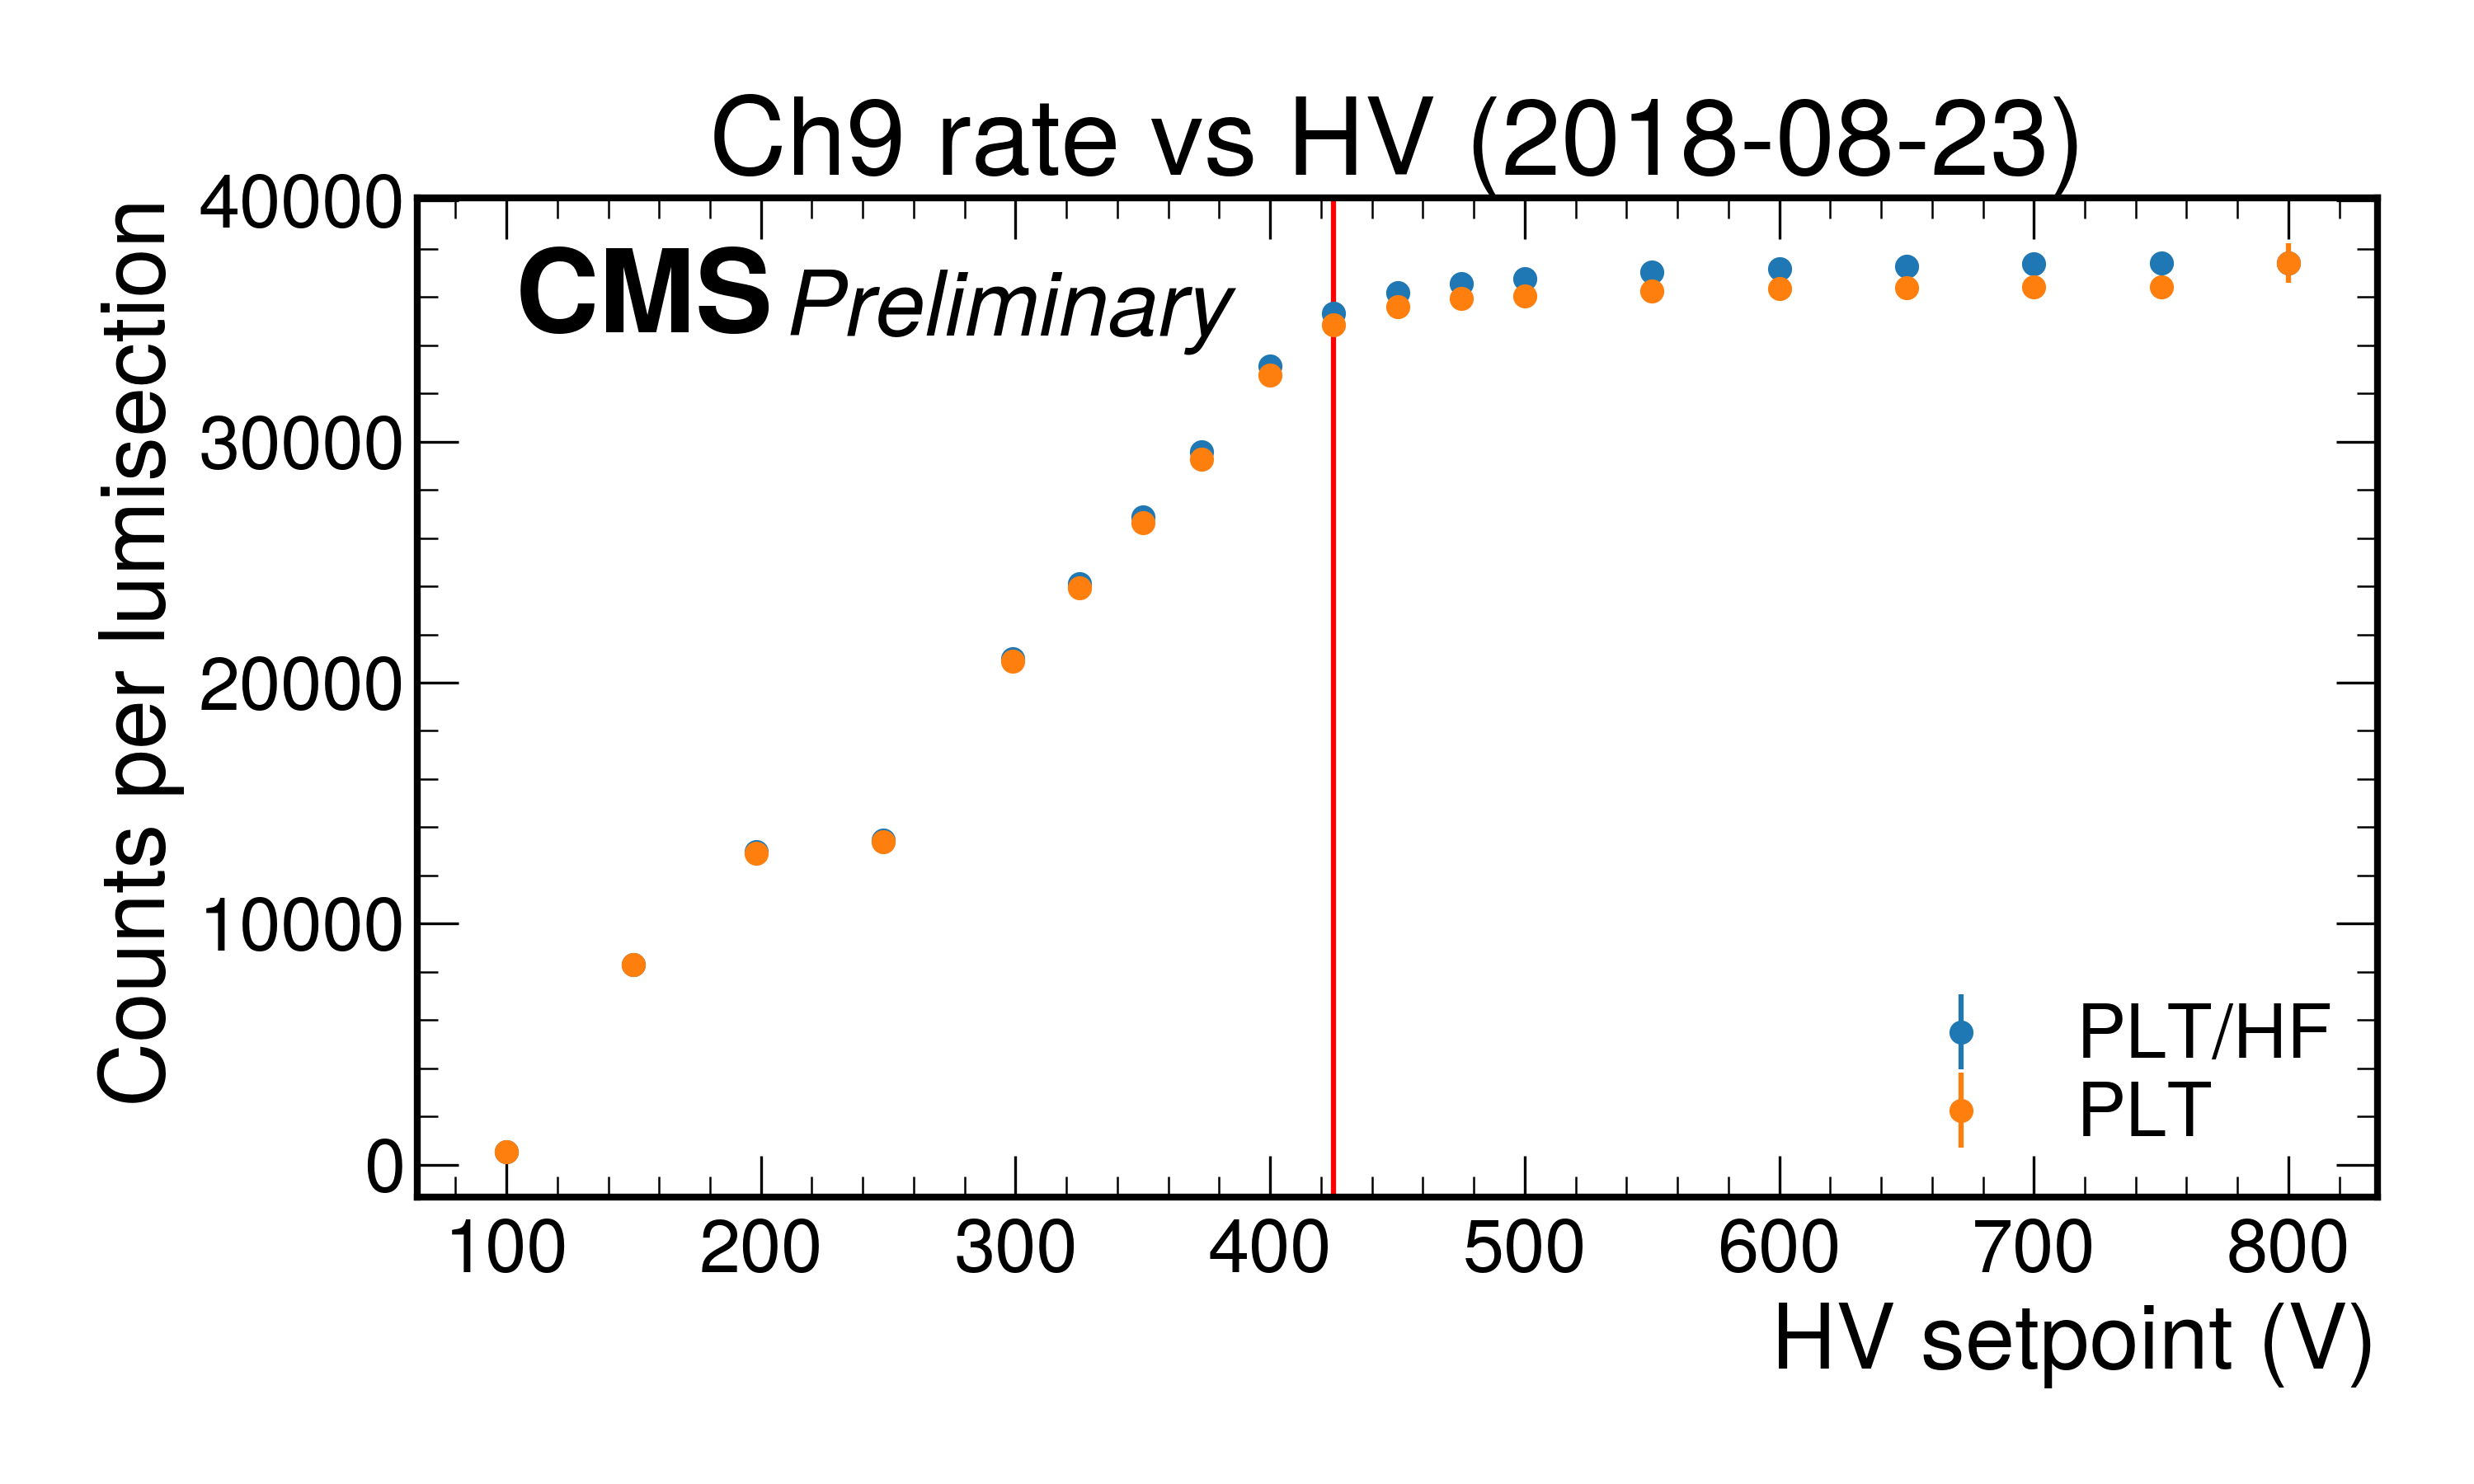 Ch9 rate vs HV (2018-08-23)
CMS Preliminary
Counts per lumisection
40000
30000
20000
10000
0
PLT/HF
PLT
100 200 300 400 500 600 700 800
HV setpoint (V)